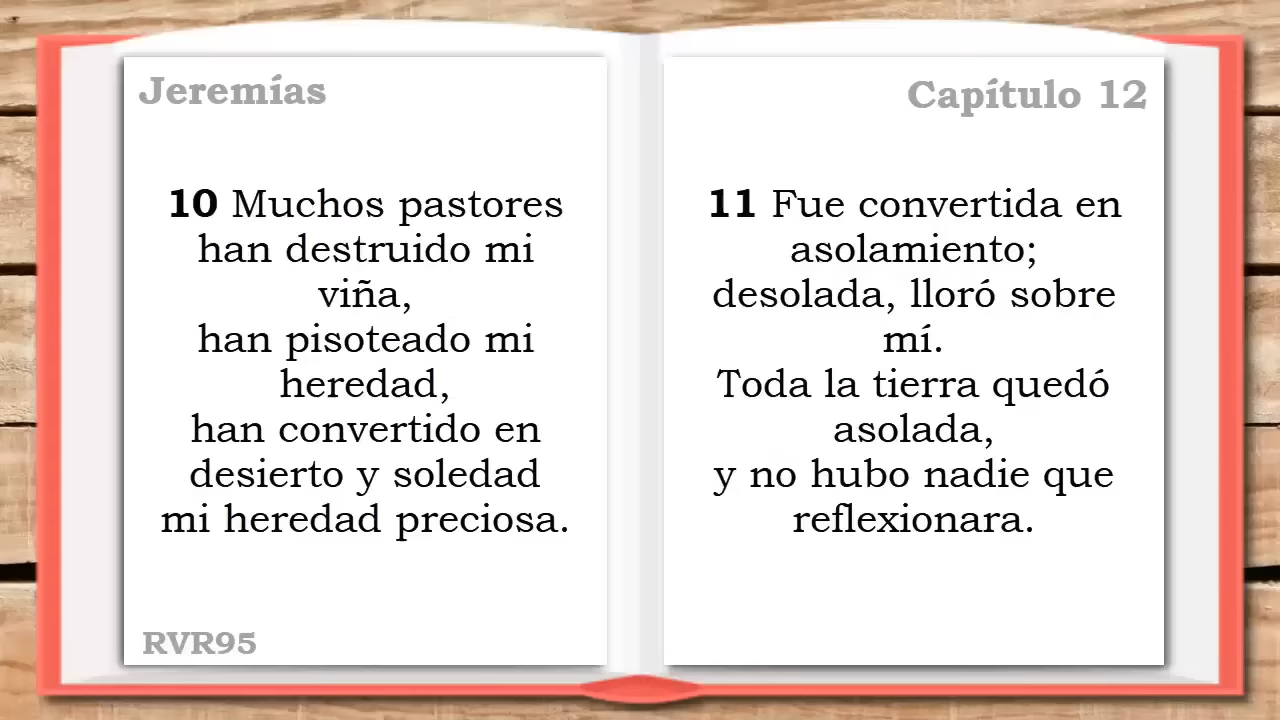 Jeremías
10 Muchos pastores
han destruido mi
viña,
han pisoteado mi
heredad,
han convertido en
desierto y soledad
mi heredad preciosa.
RVR95
Capítulo 12
11 Fue convertida en
asolamiento;
desolada, lloró sobre
mí.
Toda la tierra quedó
asolada,
y no hubo nadie que
reflexionara.